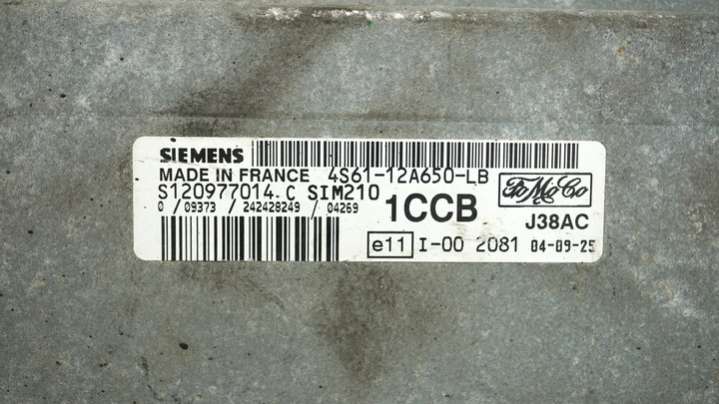 SIEMENS
MADE IN FRANCE 4S61-12A650-LB
S120977014.C SIM210
FoMoCo
0 / 09373 / 242428249 / 04269
1CCB
J38AC
e11 I-00 2081 04-09-25